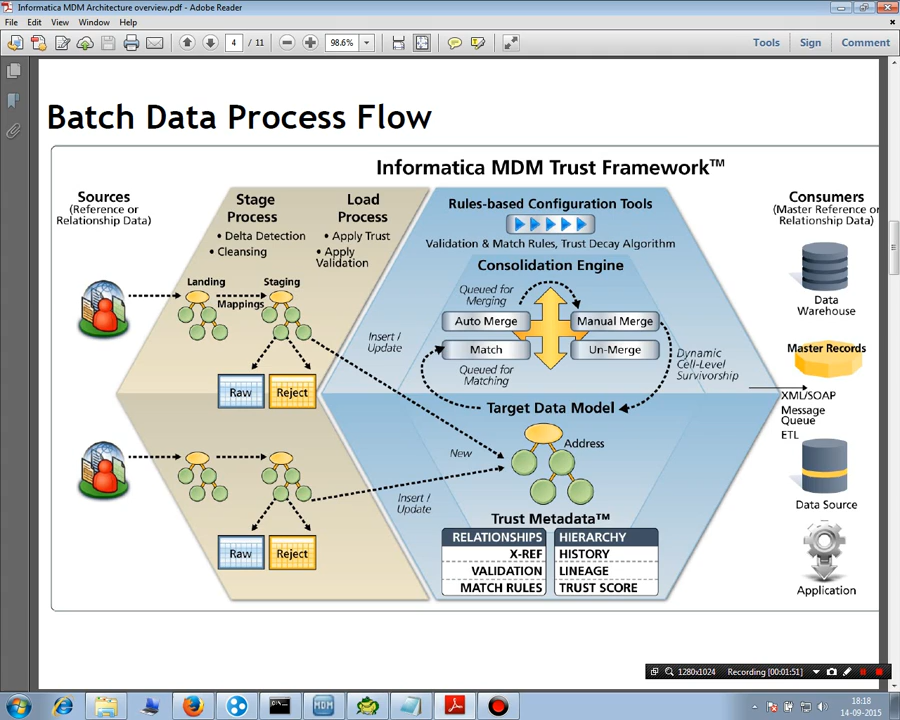 Informatica MDM Architecture overview.pdf - Adobe Reader
File Edit View Window Help
4 / 11
98.6%
Tools Sign Comment
Batch Data Process Flow
Informatica MDM Trust Framework™
Sources
(Reference or
Relationship Data)
Stage
Process
• Delta Detection
• Cleansing
Load
Process
• Apply Trust
• Apply
Validation
Landing
Mappings
Staging
Raw
Reject
Raw
Reject
Insert /
Update
New
Insert /
Update
Rules-based Configuration Tools
Validation & Match Rules, Trust Decay Algorithm
Consolidation Engine
Queued for
Merging
Auto Merge
Manual Merge
Match
Un-Merge
Queued for
Matching
Dynamic
Cell-Level
Survivorship
Target Data Model
Address
Trust Metadata™
RELATIONSHIPS HIERARCHY
X-REF HISTORY
VALIDATION LINEAGE
MATCH RULES TRUST SCORE
Consumers
(Master Reference or
Relationship Data)
Data
Warehouse
Master Records
XML/SOAP
Message
Queue
ETL
Data Source
Application
1280x1024 Recording [00:01:51]
MDM
18:18
14-09-2015